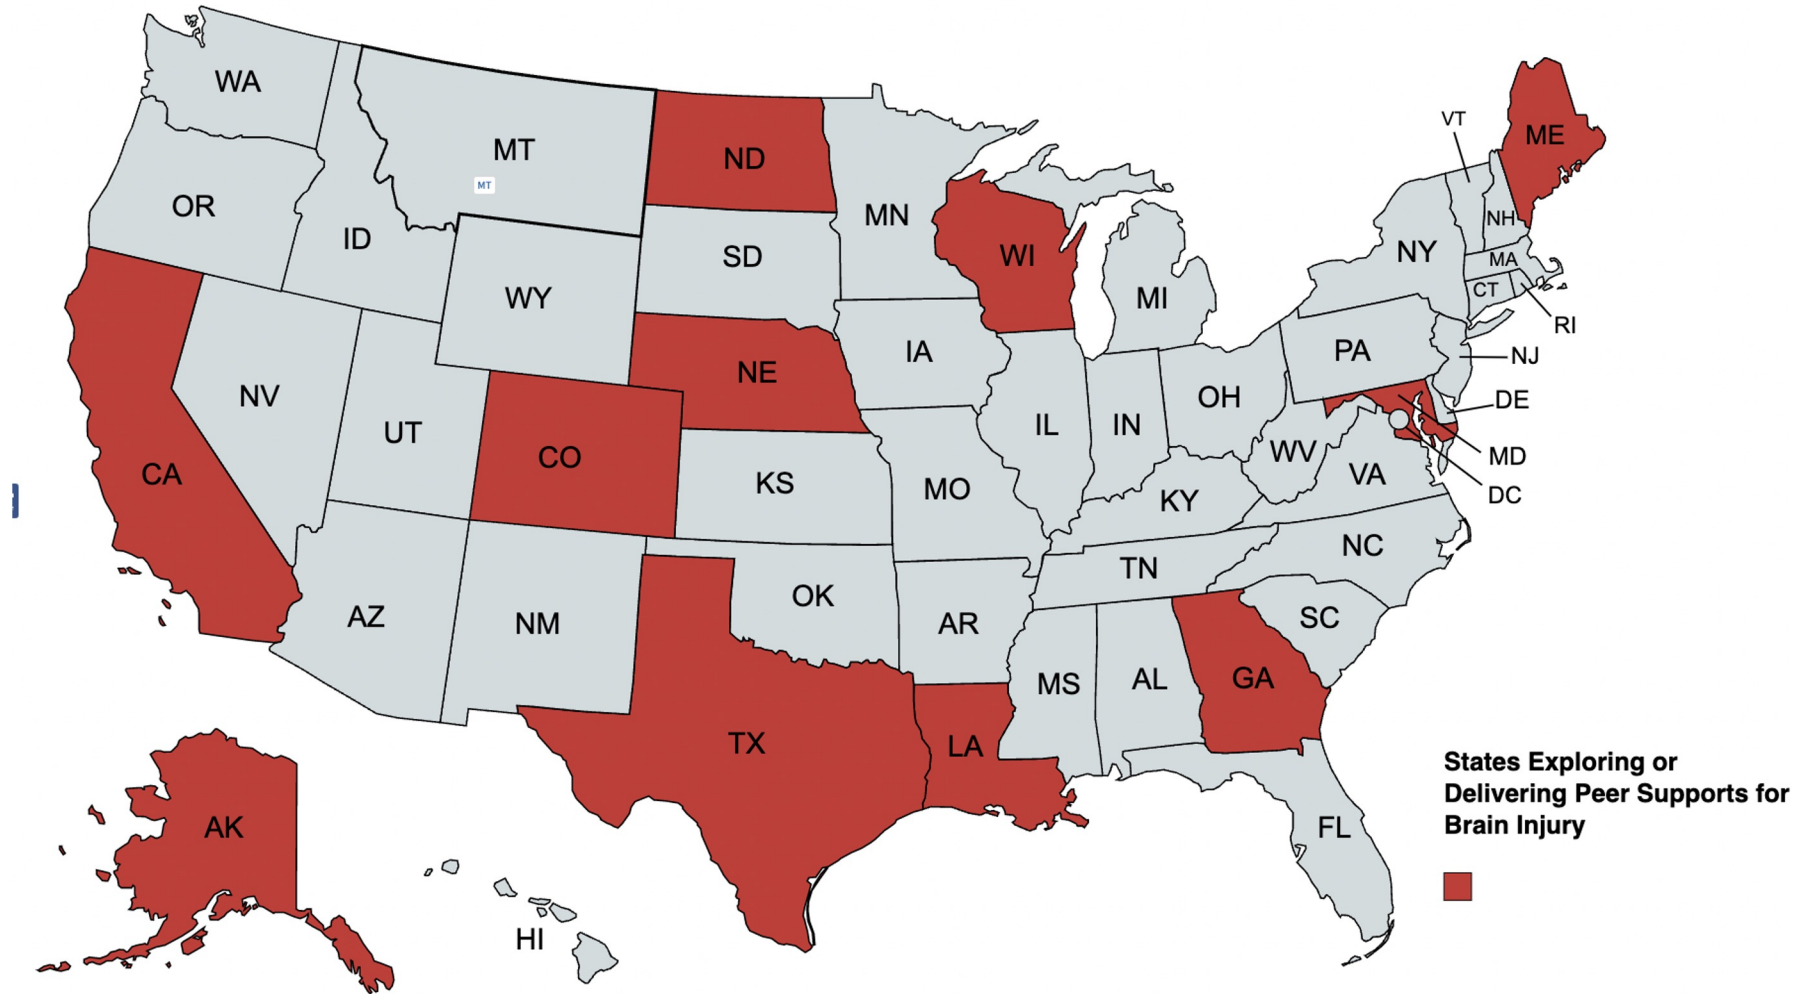 WA
MT
MT
ND
MN
OR
ID
SD
WI
WY
MI
NY
VT
NH
ME
MA
CT
RI
NJ
PA
DE
MD
DC
IA
NE
NV
UT
CO
CA
KS
MO
IL
IN
OH
WV
VA
KY
NC
TN
OK
AR
AZ
NM
SC
MS
AL
GA
TX
LA
FL
AK
HI
States Exploring or
Delivering Peer Supports for
Brain Injury